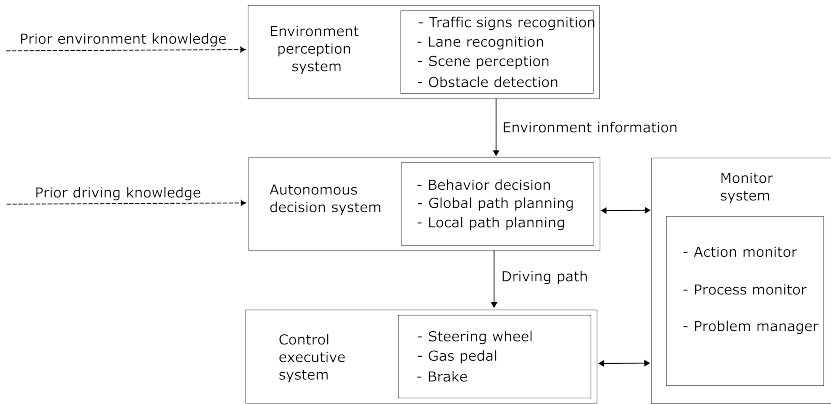 Prior environment knowledge
Environment
perception
system
- Traffic signs recognition
- Lane recognition
- Scene perception
- Obstacle detection
Environment information
Prior driving knowledge
Autonomous
decision system
- Behavior decision
- Global path planning
- Local path planning
Monitor
system
- Action monitor
- Process monitor
- Problem manager
Driving path
Control
executive
system
- Steering wheel
- Gas pedal
- Brake